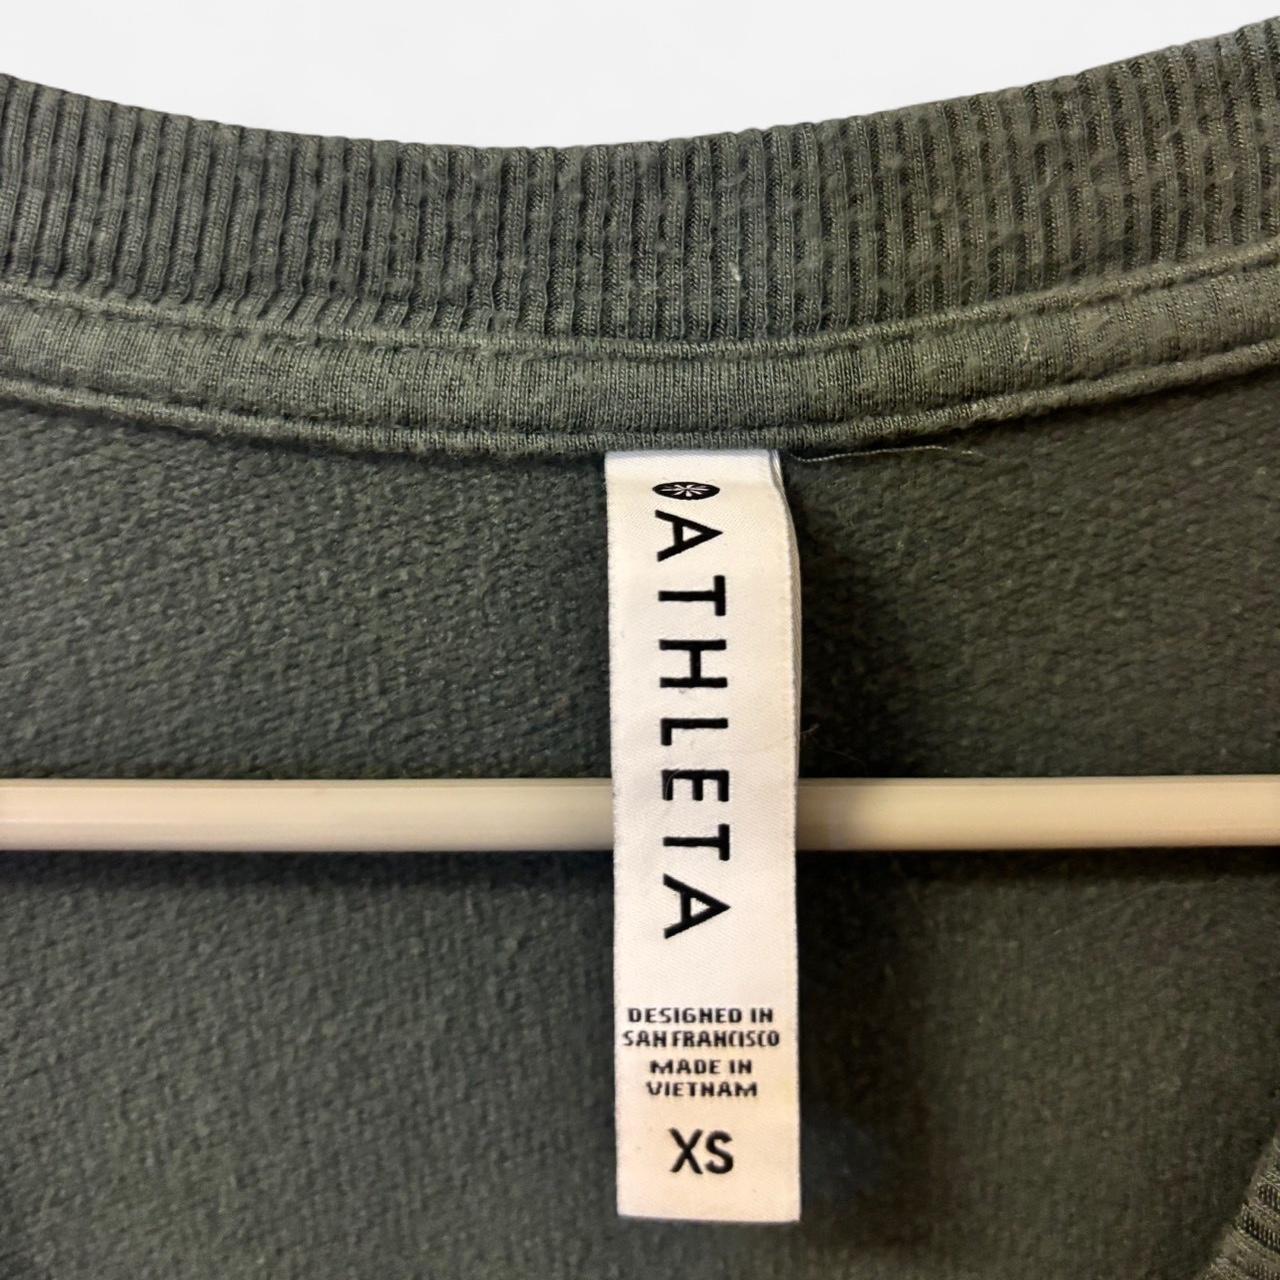 ATHLETA
DESIGNED IN
SAN FRANCISCO
MADE IN
VIETNAM
XS